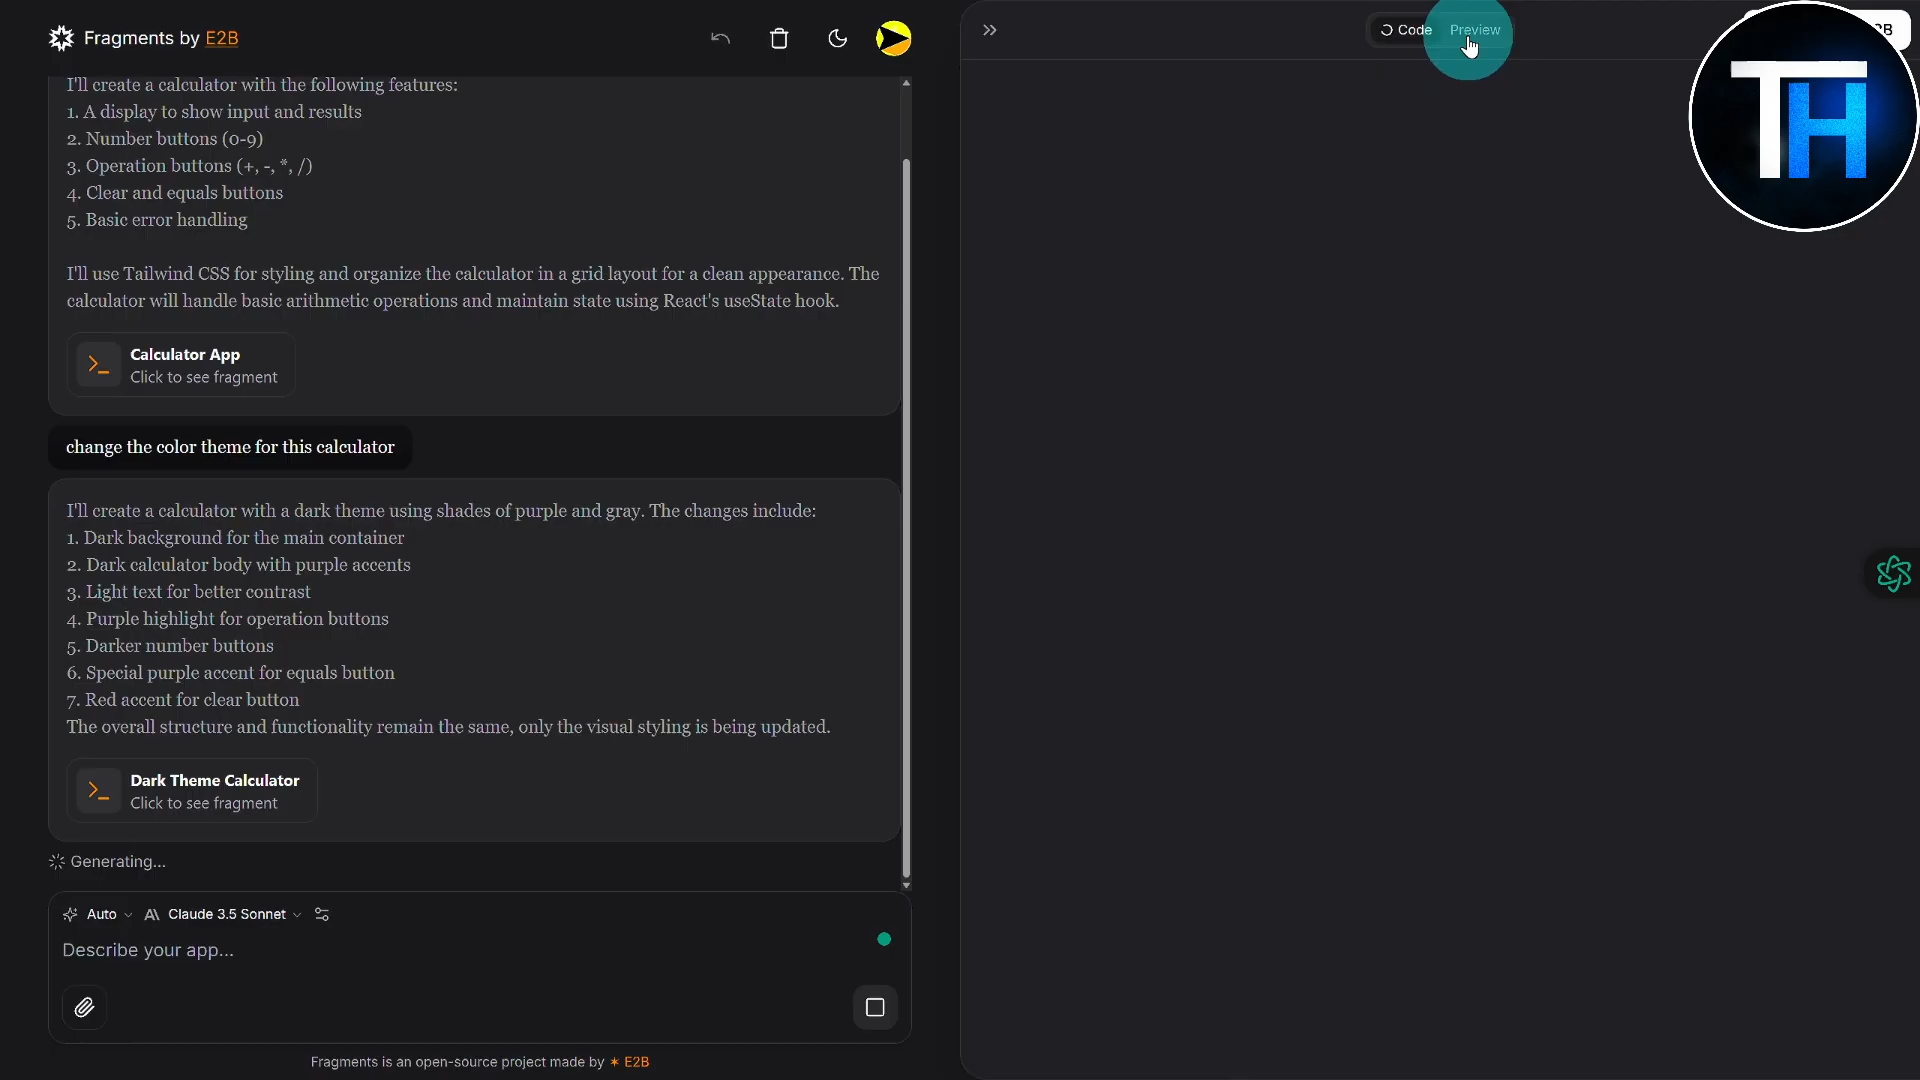 Fragments by E2B
I'll create a calculator with the following features:
1. A display to show input and results
2. Number buttons (0-9)
3. Operation buttons (+, -, *, /)
4. Clear and equals buttons
5. Basic error handling
I'll use Tailwind CSS for styling and organize the calculator in a grid layout for a clean appearance. The
calculator will handle basic arithmetic operations and maintain state using React's useState hook.
Calculator App
Click to see fragment
change the color theme for this calculator
I'll create a calculator with a dark theme using shades of purple and gray. The changes include:
1. Dark background for the main container
2. Dark calculator body with purple accents
3. Light text for better contrast
4. Purple highlight for operation buttons
5. Darker number buttons
6. Special purple accent for equals button
7. Red accent for clear button
The overall structure and functionality remain the same, only the visual styling is being updated.
Dark Theme Calculator
Click to see fragment
Generating...
Auto Claude 3.5 Sonnet
Describe your app...
Fragments is an open-source project made by ✶ E2B
Code Preview
TH